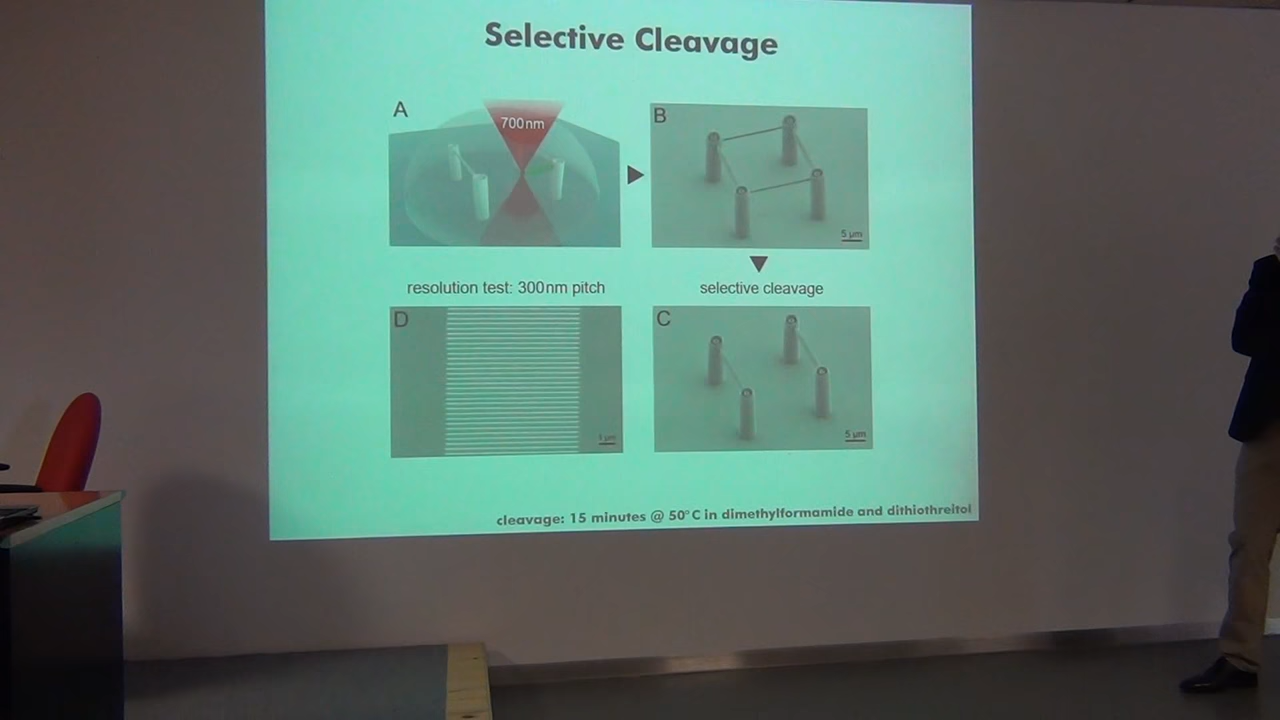 Selective Cleavage
A
700nm
B
5 µm
resolution test: 300nm pitch
selective cleavage
D
1 µm
C
5 µm
cleavage: 15 minutes @ 50°C in dimethylformamide and dithiothreitol